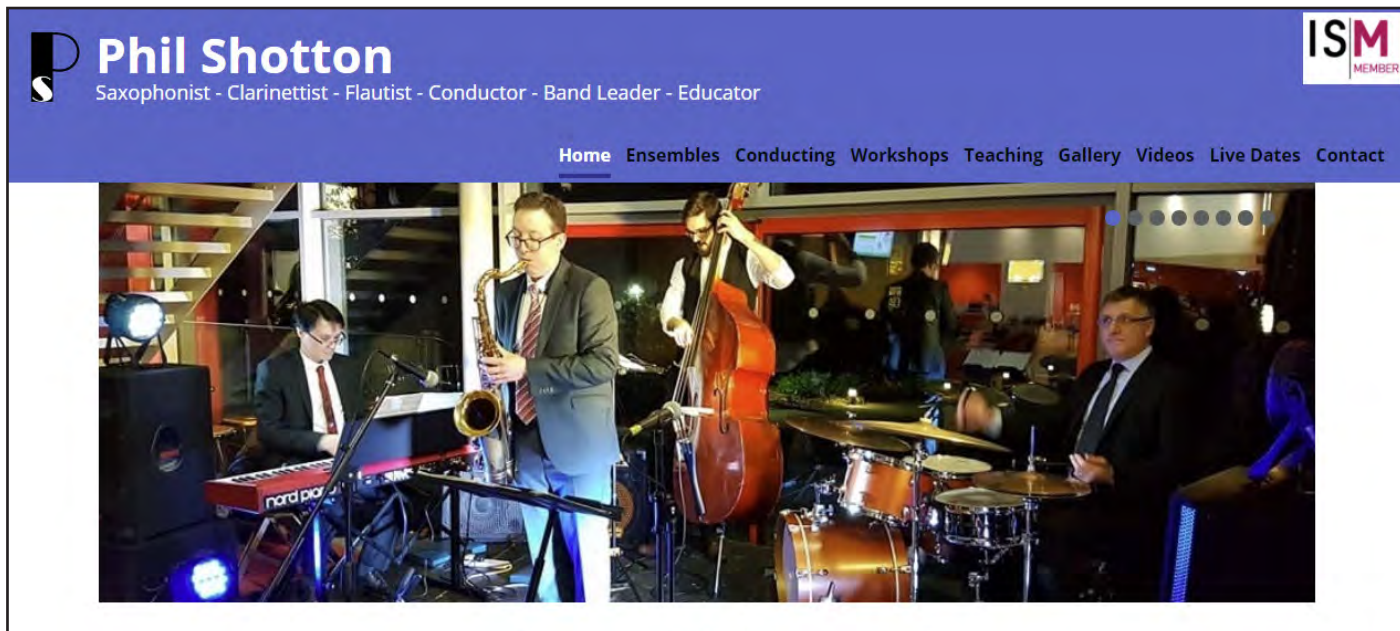 PS
Phil Shotton
Saxophonist - Clarinettist - Flautist - Conductor - Band Leader - Educator
ISM
MEMBER
Home Ensembles Conducting Workshops Teaching Gallery Videos Live Dates Contact
nord piano